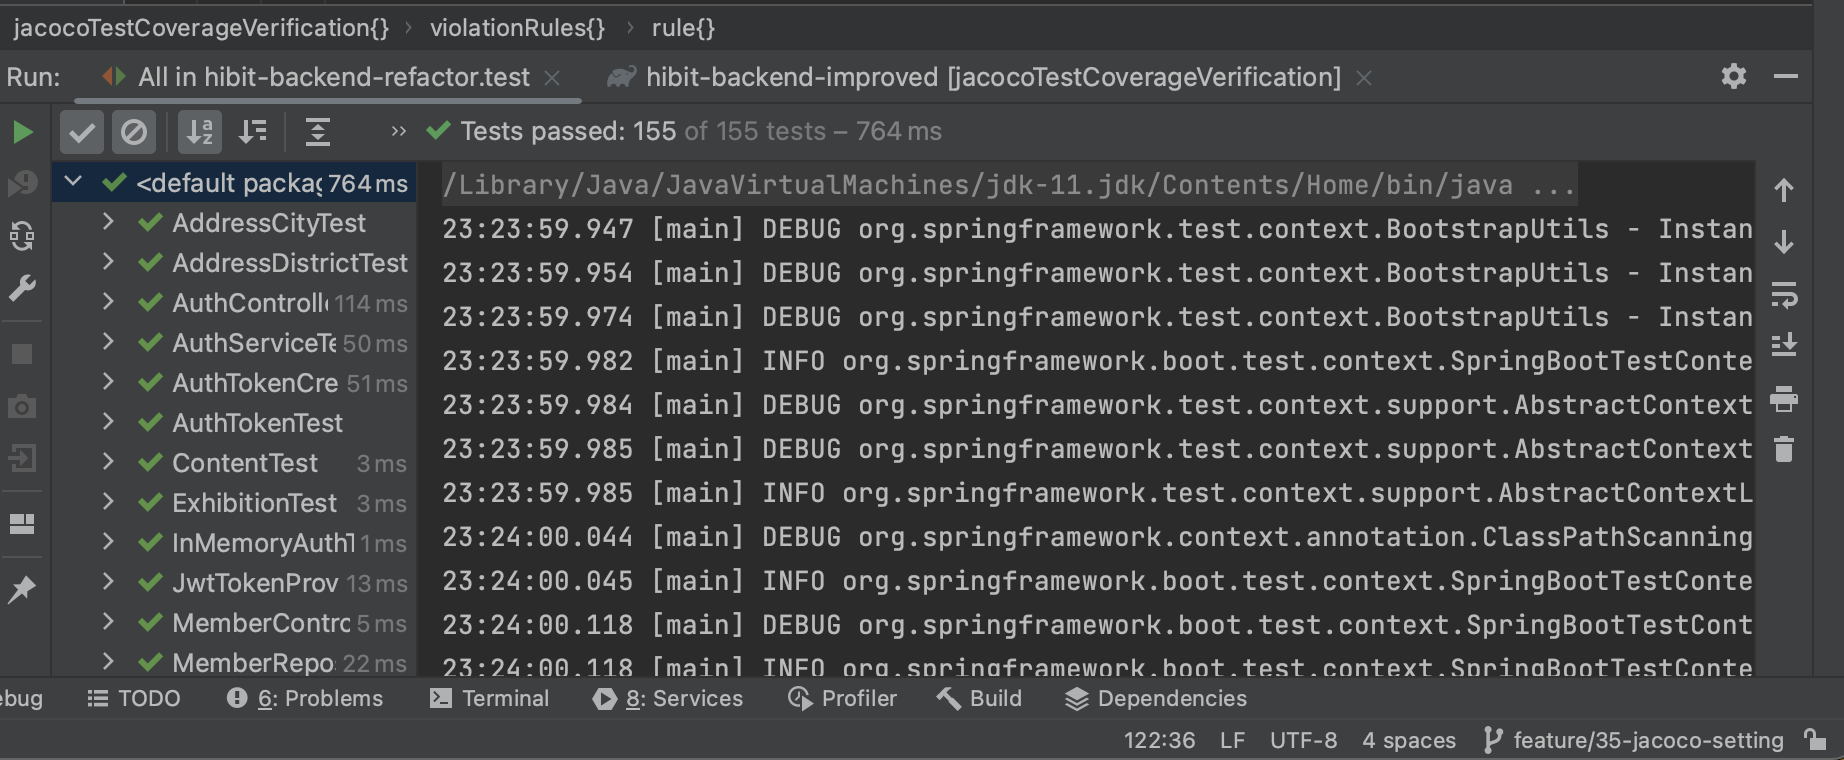 jacocoTestCoverageVerification{} › violationRules{} › rule{}
Run: All in hibit-backend-refactor.test × hibit-backend-improved [jacocoTestCoverageVerification] ×
» Tests passed: 155 of 155 tests – 764 ms
<default packag 764 ms
AddressCityTest
AddressDistrictTest
AuthControlle 114 ms
AuthServiceTe 50 ms
AuthTokenCre 51 ms
AuthTokenTest
ContentTest 3 ms
ExhibitionTest 3 ms
InMemoryAuthT 1 ms
JwtTokenProv 13 ms
MemberContro 5 ms
MemberRepo 22 ms
/Library/Java/JavaVirtualMachines/jdk-11.jdk/Contents/Home/bin/java ...
23:23:59.947 [main] DEBUG org.springframework.test.context.BootstrapUtils - Instan
23:23:59.954 [main] DEBUG org.springframework.test.context.BootstrapUtils - Instan
23:23:59.974 [main] DEBUG org.springframework.test.context.BootstrapUtils - Instan
23:23:59.982 [main] INFO org.springframework.boot.test.context.SpringBootTestConte
23:23:59.984 [main] DEBUG org.springframework.test.context.support.AbstractContext
23:23:59.985 [main] DEBUG org.springframework.test.context.support.AbstractContext
23:23:59.985 [main] INFO org.springframework.test.context.support.AbstractContextL
23:24:00.044 [main] DEBUG org.springframework.context.annotation.ClassPathScanning
23:24:00.045 [main] INFO org.springframework.boot.test.context.SpringBootTestConte
23:24:00.118 [main] DEBUG org.springframework.boot.test.context.SpringBootTestCont
23:24:00.118 [main] INFO org.springframework.boot.test.context.SpringBootTestConte
ebug TODO 6: Problems Terminal 8: Services Profiler Build Dependencies
122:36 LF UTF-8 4 spaces feature/35-jacoco-setting